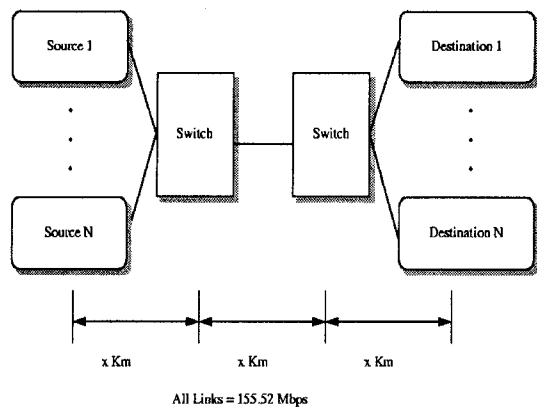 Source 1
Destination 1
Switch
Switch
Source N
Destination N
x Km
x Km
x Km
All Links = 155.52 Mbps